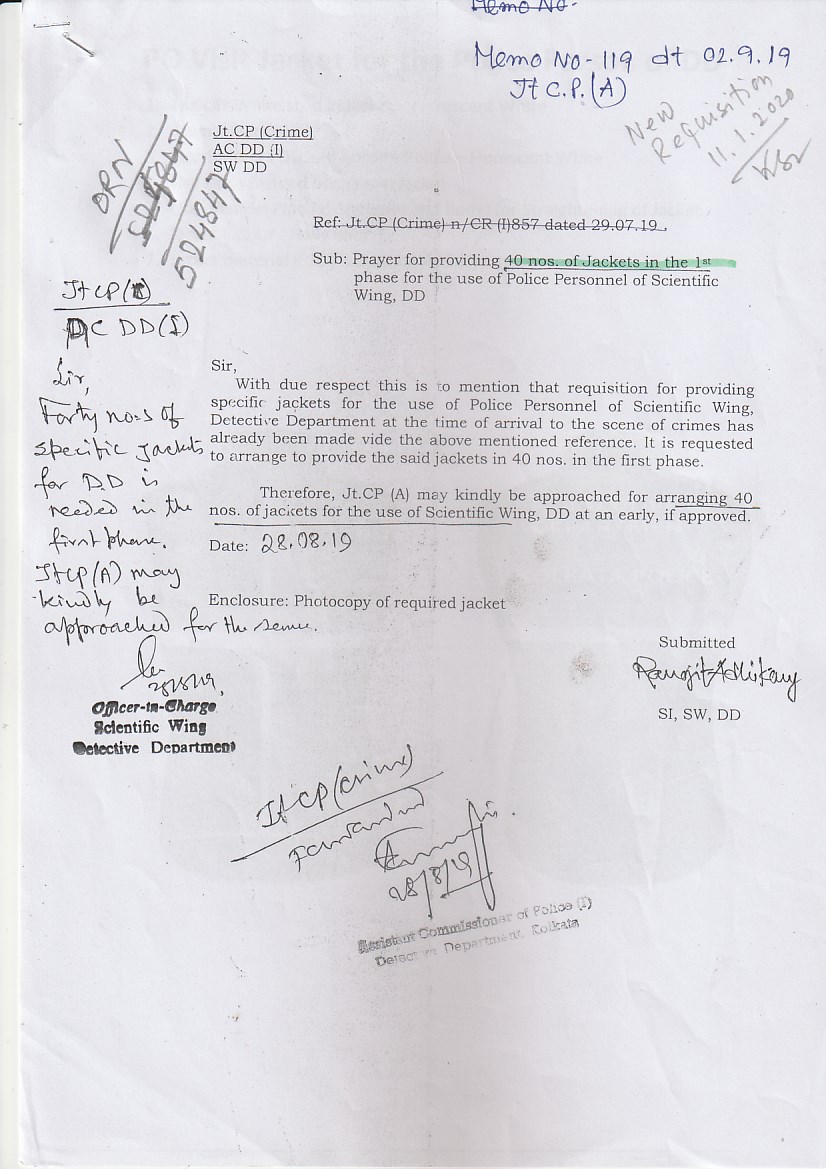 Memo No-
Memo No- 119 dt 02.9.19
Jt C.P. (A)
New
Requisition
11.1.2020
ORN
524847
524847
Jt.CP (Crime)
AC DD (I)
SW DD
Ref: Jt.CP (Crime) n/CR (I)857 dated 29.07.19.
Sub: Prayer for providing 40 nos. of Jackets in the 1st
phase for the use of Police Personnel of Scientific
Wing, DD
Jt CP(C)
DC DD(I)
Sir,
Forty no.s of
specific Jackets
for D.D is
needed in the
first phase.
Jt CP (A) may
kindly be
approached for the same.
Officer-in-Charge
Scientific Wing
Detective Department
Sir,
With due respect this is to mention that requisition for providing
specific jackets for the use of Police Personnel of Scientific Wing,
Detective Department at the time of arrival to the scene of crimes has
already been made vide the above mentioned reference. It is requested
to arrange to provide the said jackets in 40 nos. in the first phase.
Therefore, Jt.CP (A) may kindly be approached for arranging 40
nos. of jackets for the use of Scientific Wing, DD at an early, if approved.
Date: 28.08.19
Enclosure: Photocopy of required jacket
Submitted
Rangit Adhikary
SI, SW, DD
Jt CP (Crime)
Forwarded
28/8/19
Assistant Commissioner of Police (I)
Detective Department, Kolkata